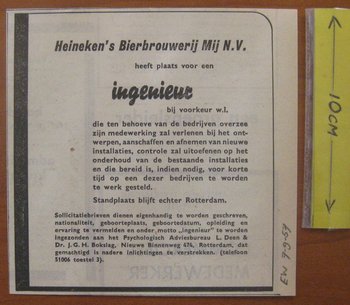 Heineken's Bierbrouwerij Mij N.V.
heeft plaats voor een
ingenieur
bij voorkeur w.i.
die ten behoeve van de bedrijven overzee
zijn medewerking zal verlenen bij het ont-
werpen, aanschaffen en afnemen van nieuwe
installaties, controle zal uitoefenen op het
onderhoud van de bestaande installaties
en die bereid is, indien nodig, voor korte
tijd op een dezer bedrijven te worden
te werk gesteld.
Standplaats blijft echter Rotterdam.
Sollicitatiebrieven dienen eigenhandig te worden geschreven,
nationaliteit, geboorteplaats, geboortedatum, opleiding en
ervaring te vermelden en onder motto „ingenieur" te worden
ingezonden aan het Psychologisch Adviesbureau L. Deen &
Dr. J. G. H. Bokslag, Nieuwe Binnenweg 474, Rotterdam, dat
gemachtigd is nadere inlichtingen te verstrekken. (telefoon
51006 toestel 3).
10CM